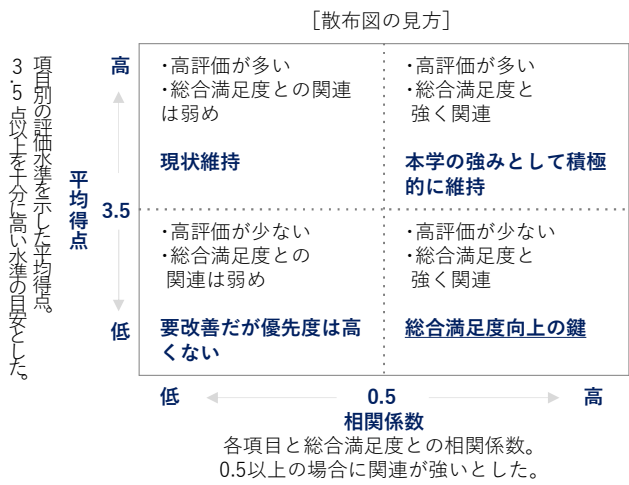 ［散布図の見方］
項目別の評価水準を示した平均得点。
3.5点以上を十分に高い水準の目安とした。
平均得点
高
3.5
低
・高評価が多い
・総合満足度との関連
は弱め
現状維持
・高評価が多い
・総合満足度と
強く関連
本学の強みとして積極
的に維持
・高評価が少ない
・総合満足度との
関連は弱め
要改善だが優先度は高
くない
・高評価が少ない
・総合満足度と
強く関連
総合満足度向上の鍵
低
0.5
高
相関係数
各項目と総合満足度との相関係数。
0.5以上の場合に関連が強いとした。